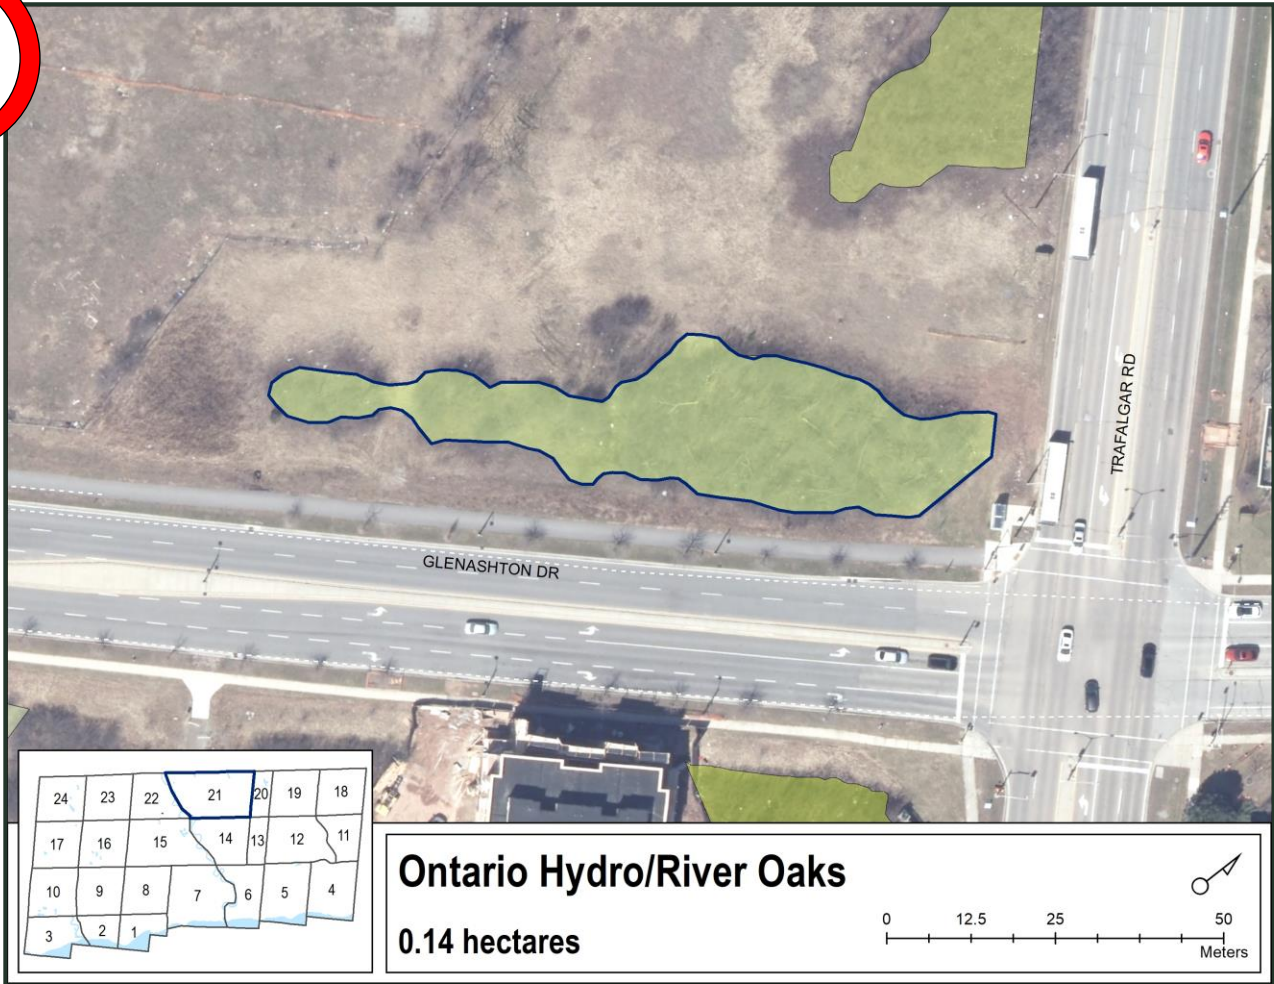 TRAFALGAR RD
GLENASHTON DR
24 23 22 21 20 19 18
17 16 15 14 13 12 11
10 9 8 7 6 5 4
3 2 1
Ontario Hydro/River Oaks
0.14 hectares
0 12.5 25 50
Meters